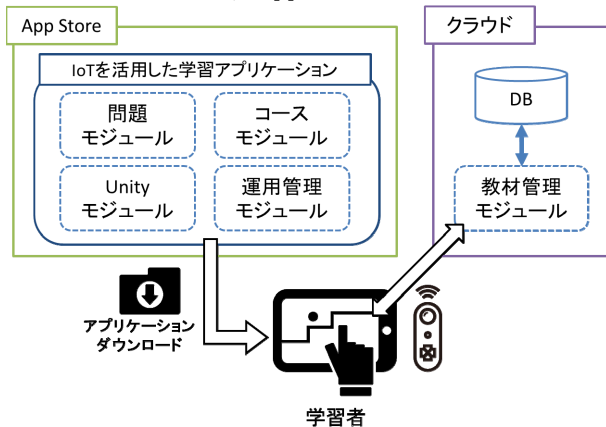 App Store
IoTを活用した学習アプリケーション
問題
モジュール
コース
モジュール
Unity
モジュール
運用管理
モジュール
クラウド
DB
教材管理
モジュール
アプリケーション
ダウンロード
学習者